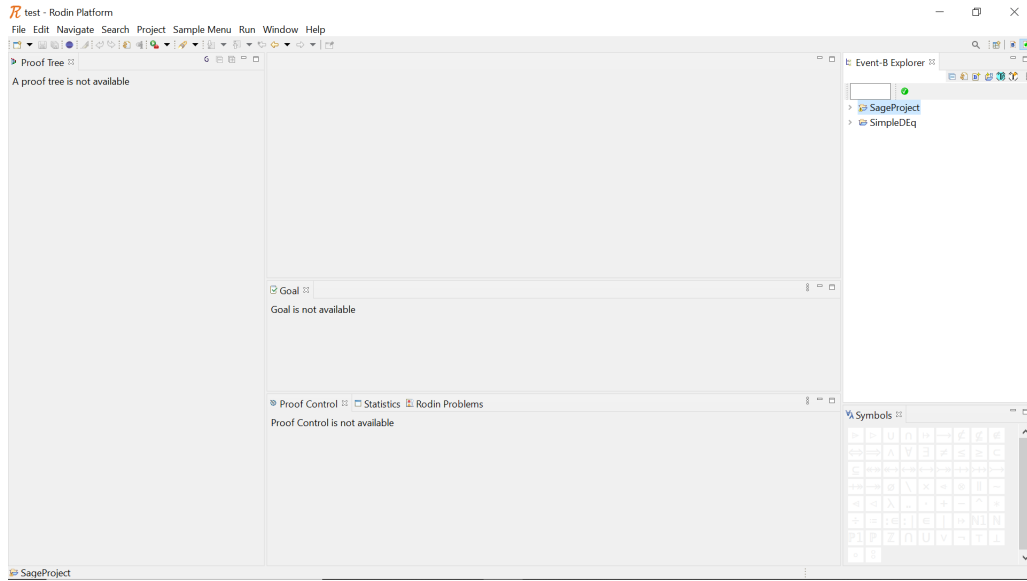 test - Rodin Platform
File Edit Navigate Search Project Sample Menu Run Window Help
Proof Tree
A proof tree is not available
Goal
Goal is not available
Proof Control Statistics Rodin Problems
Proof Control is not available
Event-B Explorer
SageProject
SimpleDEq
Symbols
SageProject